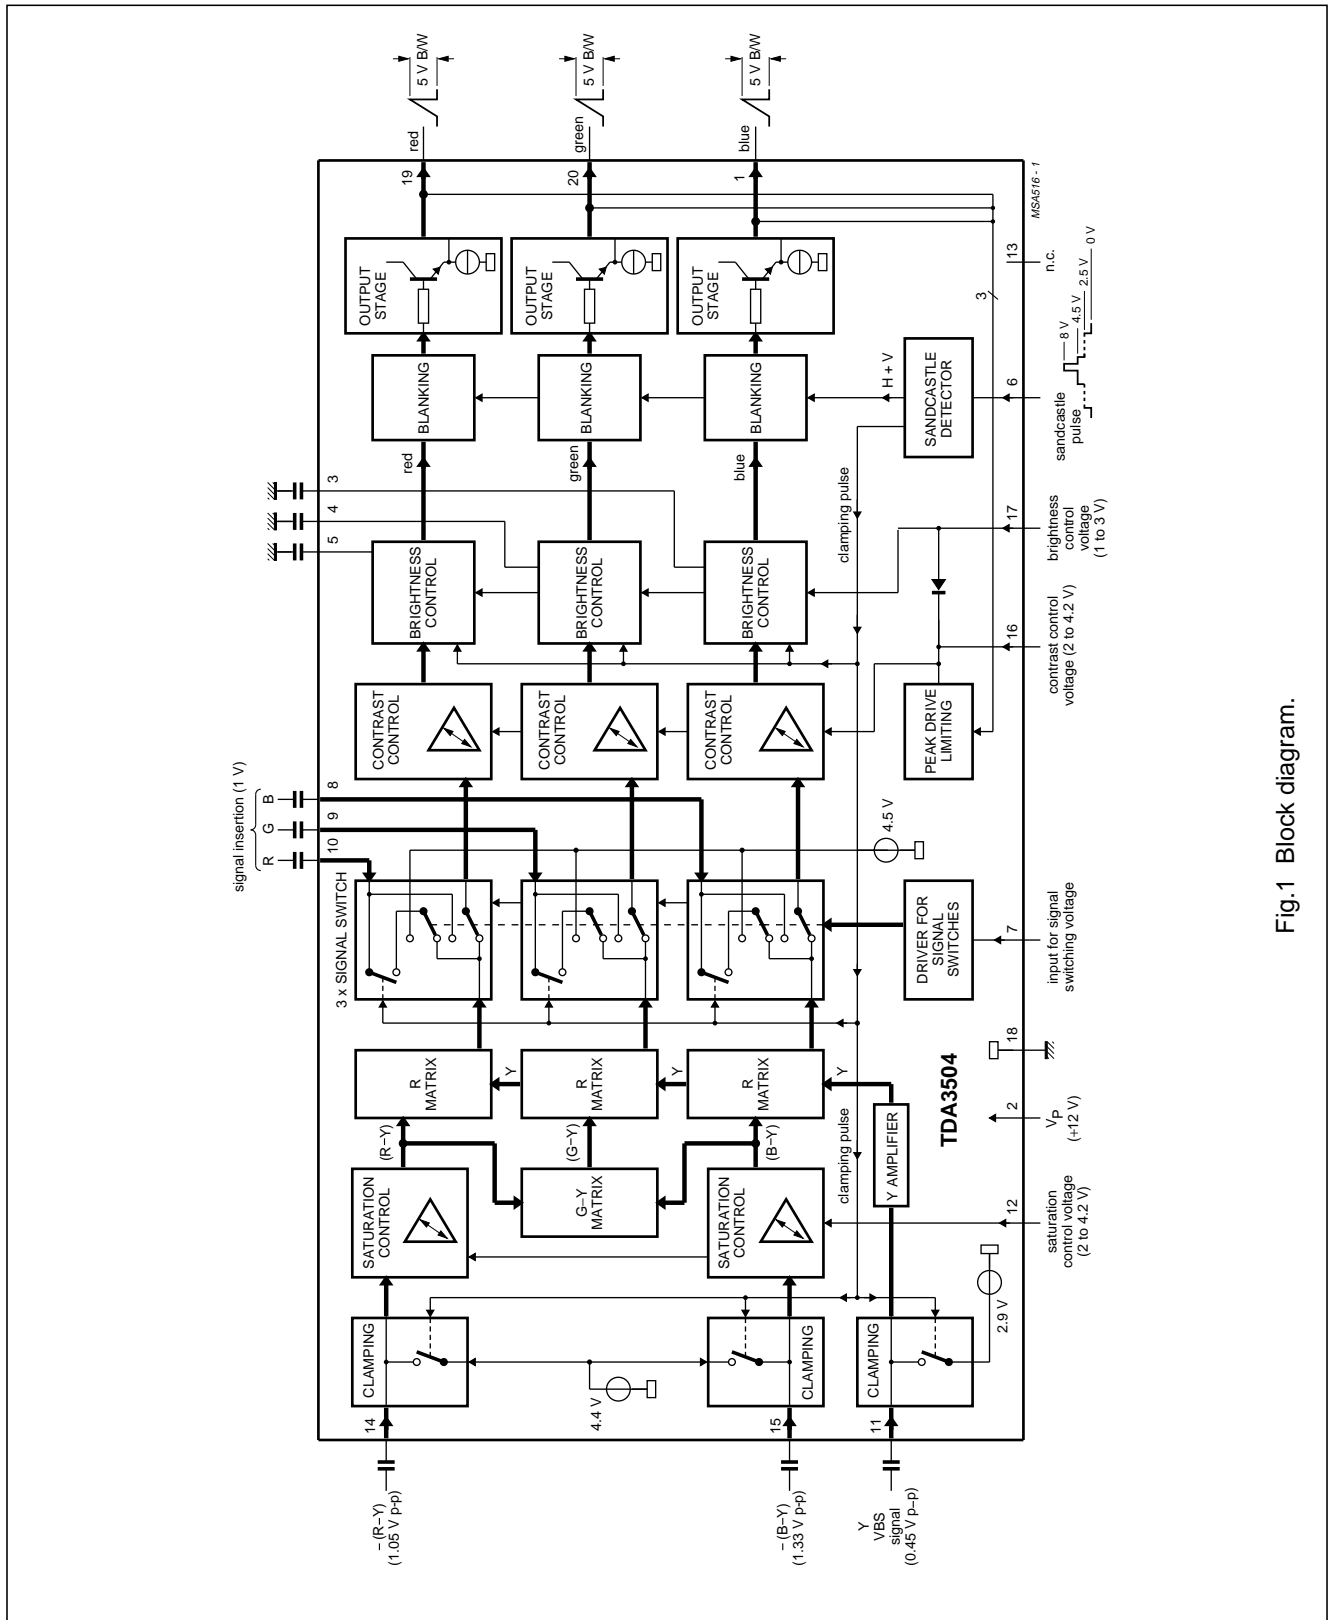 signal insertion (1 V)
R
G
B
10
9
8
5
4
3
−(R−Y)
(1.05 V p-p)
14
CLAMPING
SATURATION
CONTROL
(R−Y)
R
MATRIX
3 x SIGNAL SWITCH
CONTRAST
CONTROL
BRIGHTNESS
CONTROL
red
BLANKING
OUTPUT
STAGE
19
red
5 V B/W
4.4 V
G−Y
MATRIX
(G−Y)
R
MATRIX
Y
CONTRAST
CONTROL
BRIGHTNESS
CONTROL
green
BLANKING
OUTPUT
STAGE
20
green
5 V B/W
−(B−Y)
(1.33 V p-p)
15
CLAMPING
SATURATION
CONTROL
(B−Y)
R
MATRIX
Y
CONTRAST
CONTROL
BRIGHTNESS
CONTROL
blue
BLANKING
OUTPUT
STAGE
1
blue
5 V B/W
Y
VBS
signal
(0.45 V p−p)
11
CLAMPING
clamping pulse
Y AMPLIFIER
Y
4.5 V
clamping pulse
H + V
2.9 V
TDA3504
DRIVER FOR
SIGNAL
SWITCHES
PEAK DRIVE
LIMITING
SANDCASTLE
DETECTOR
3
12
saturation
control voltage
(2 to 4.2 V)
2
VP
(+12 V)
18
7
input for signal
switching voltage
16
contrast control
voltage (2 to 4.2 V)
17
brightness
control
voltage
(1 to 3 V)
6
sandcastle
pulse
8 V
4.5 V
2.5 V
0 V
13
n.c.
MSA516 - 1
Fig.1 Block diagram.